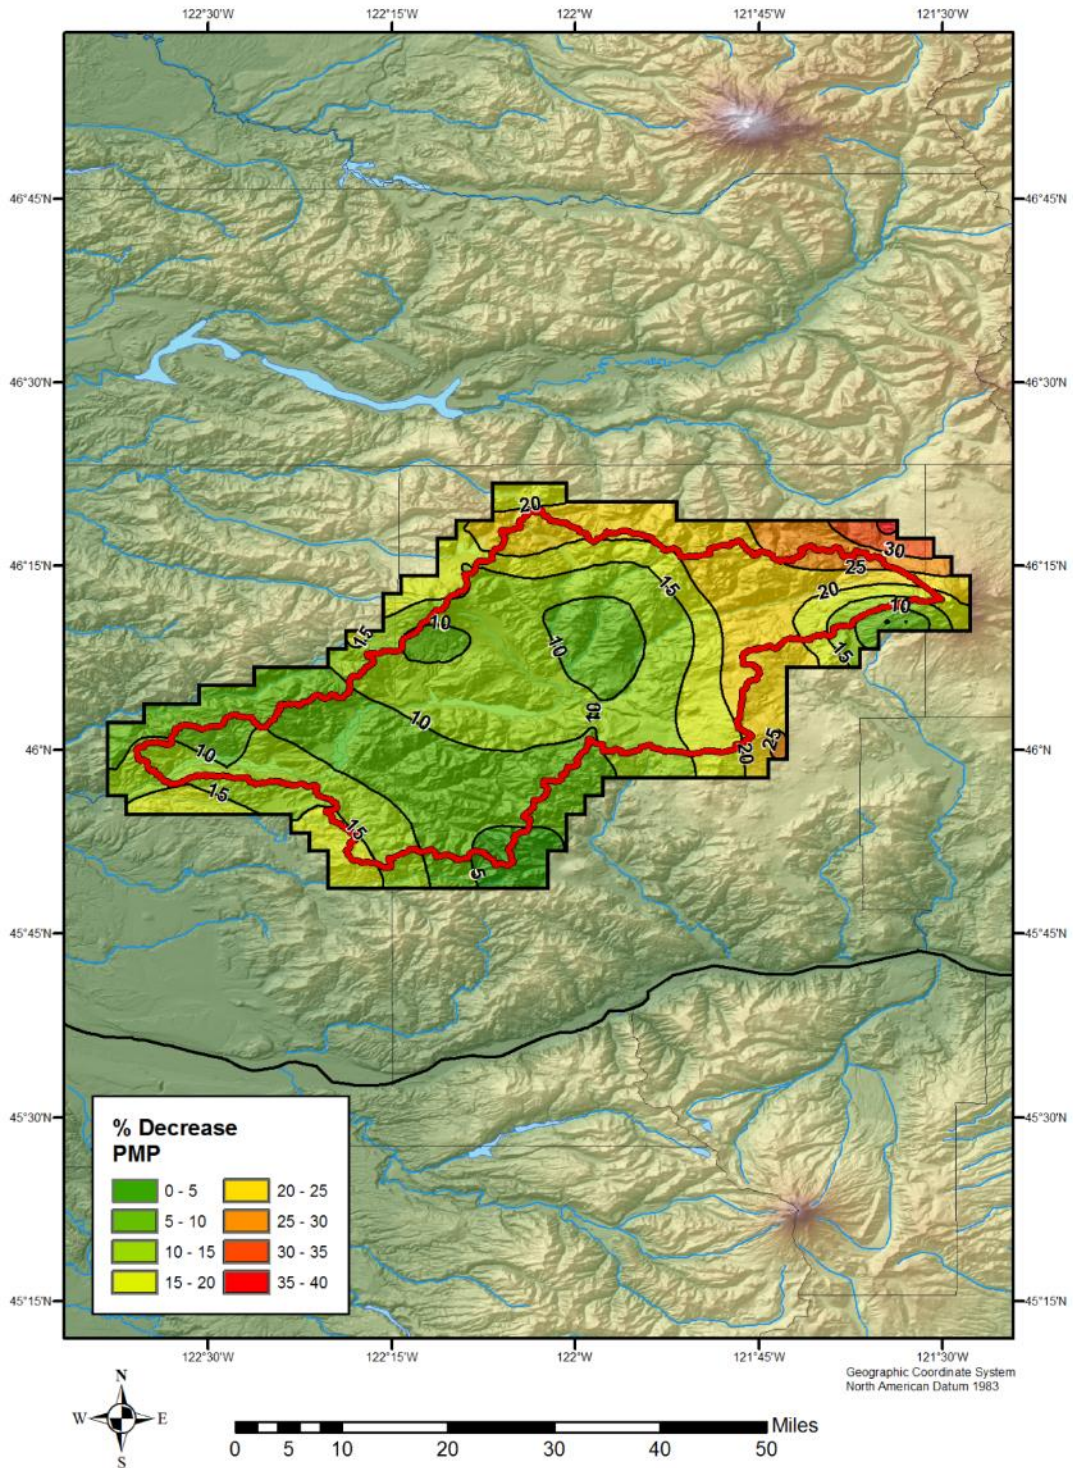 122°30'W 122°15'W 122°W 121°45'W 121°30'W
46°45'N 46°45'N
46°30'N 46°30'N
20
30
46°15'N 25 46°15'N
15 20
10 10
15 10 15
10
10
46°N 10 20 25 46°N
15
15
5
45°45'N 45°45'N
45°30'N 45°30'N
% Decrease
PMP
0 - 5 20 - 25
5 - 10 25 - 30
10 - 15 30 - 35
15 - 20 35 - 40
45°15'N 45°15'N
122°30'W 122°15'W 122°W 121°45'W 121°30'W
Geographic Coordinate System
North American Datum 1983
N
W E
S
Miles
0 5 10 20 30 40 50